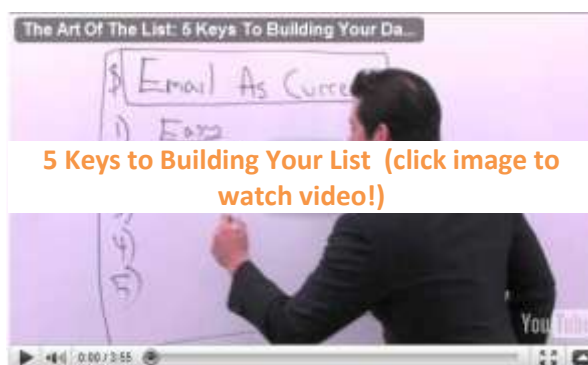 The Art Of The List: 5 Keys To Building Your Da...
$ Email As Curre
1) Easy
5 Keys to Building Your List (click image to
watch video!)
4)
5)
YouTube
0:00 / 3:55